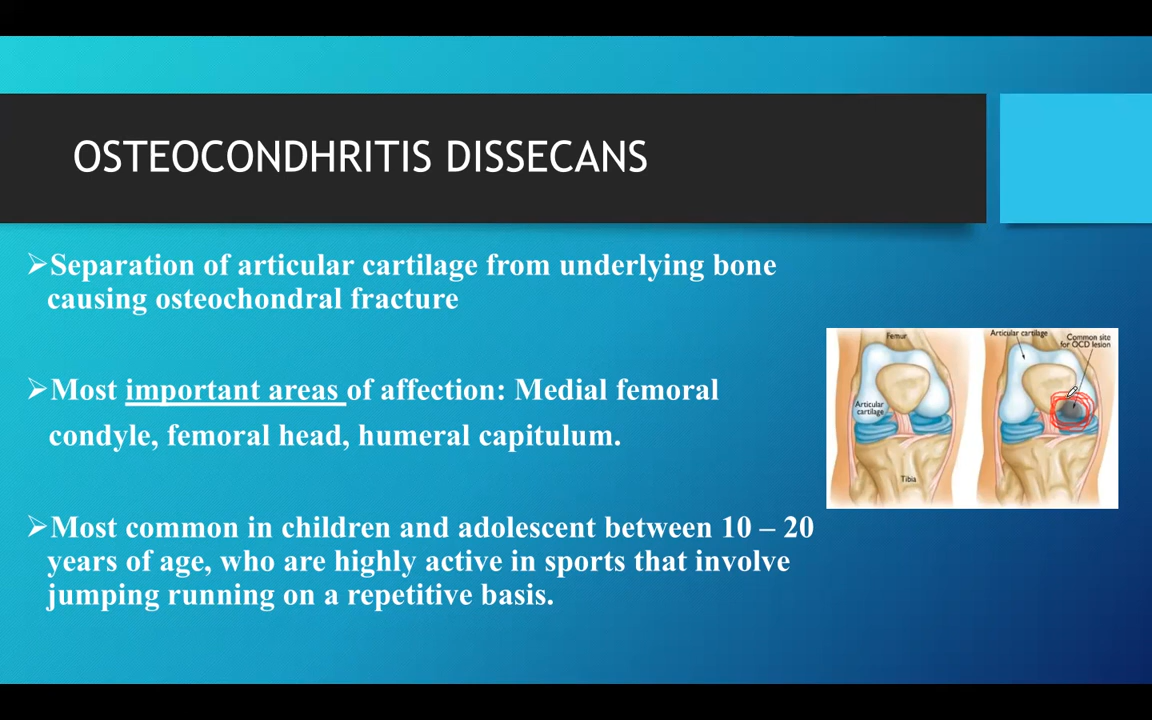 OSTEOCONDHRITIS DISSECANS
➢Separation of articular cartilage from underlying bone
causing osteochondral fracture
➢Most important areas of affection: Medial femoral
condyle, femoral head, humeral capitulum.
➢Most common in children and adolescent between 10 – 20
years of age, who are highly active in sports that involve
jumping running on a repetitive basis.
Femur
Articular
cartilage
Tibia
Articular cartilage
Common site
for OCD lesion